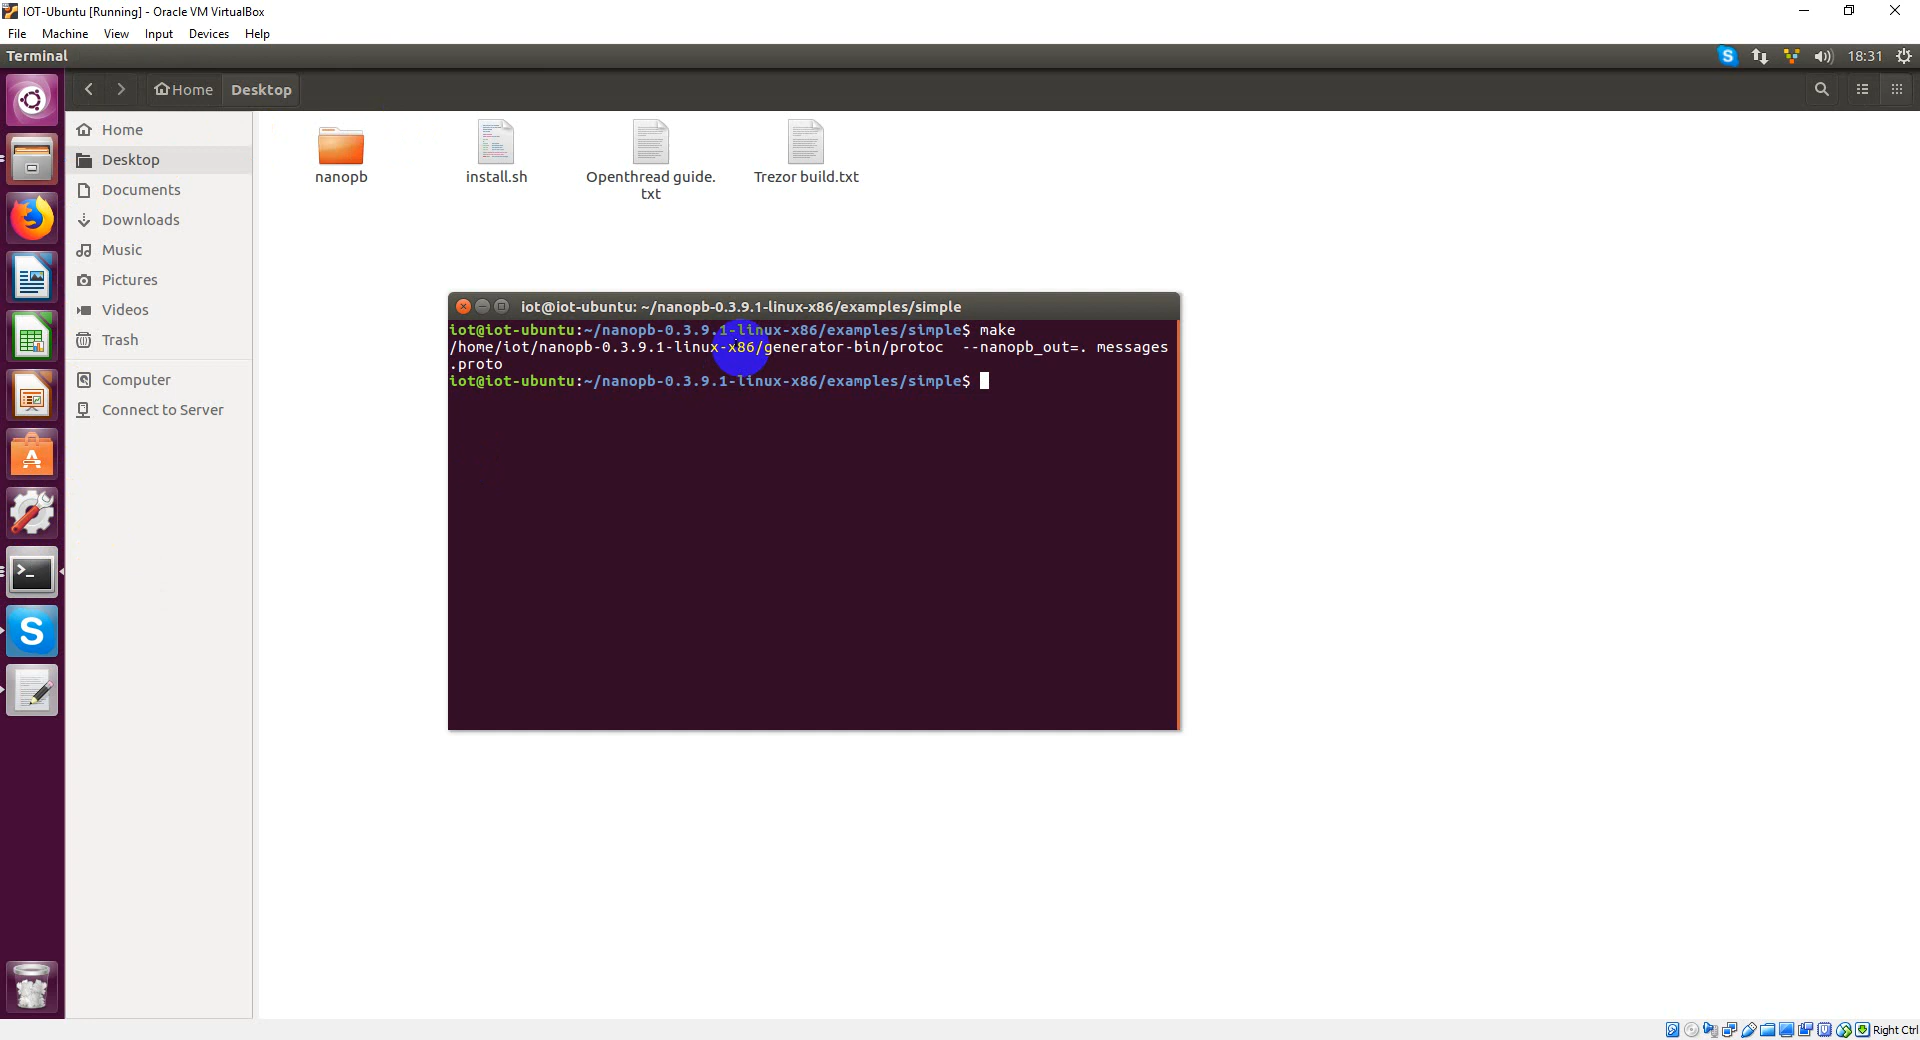 IOT-Ubuntu [Running] - Oracle VM VirtualBox
File Machine View Input Devices Help
Terminal
S
18:31
Home Desktop
Home
Desktop
Documents
Downloads
Music
Pictures
Videos
Trash
Computer
Connect to Server
nanopb
install.sh
Openthread guide.
txt
Trezor build.txt
iot@iot-ubuntu: ~/nanopb-0.3.9.1-linux-x86/examples/simple
iot@iot-ubuntu:~/nanopb-0.3.9.1-linux-x86/examples/simple$ make
/home/iot/nanopb-0.3.9.1-linux-x86/generator-bin/protoc  --nanopb_out=. messages
.proto
iot@iot-ubuntu:~/nanopb-0.3.9.1-linux-x86/examples/simple$
S
Right Ctrl